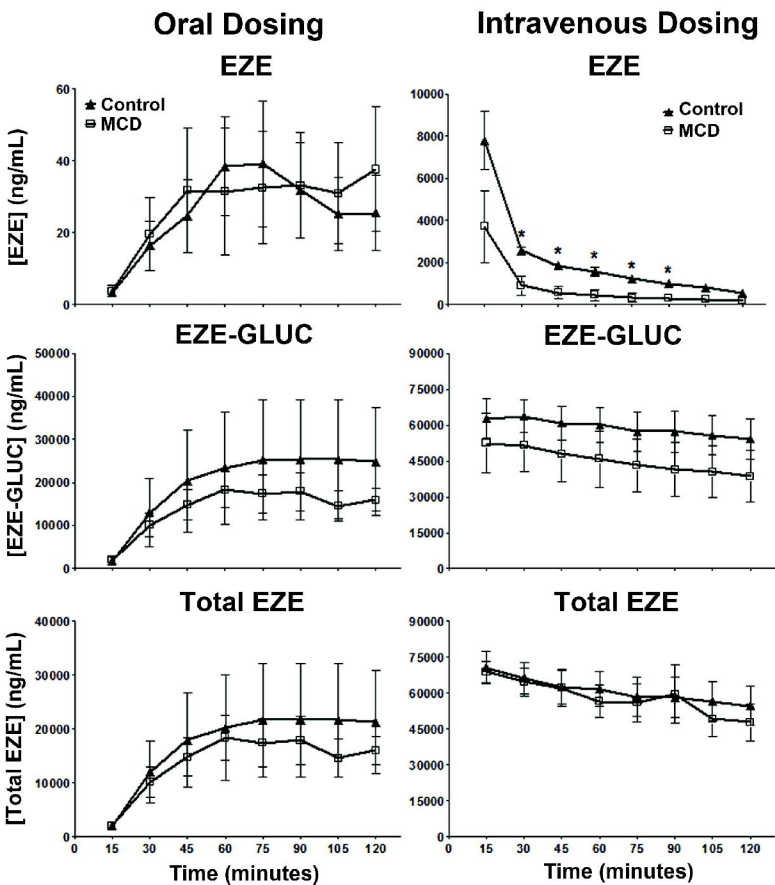 Oral Dosing
Intravenous Dosing
EZE
EZE
[EZE] (ng/mL)
60
40
20
0
Control
MCD
10000
8000
6000
4000
2000
0
Control
MCD
* * * * *
EZE-GLUC
EZE-GLUC
[EZE-GLUC] (ng/mL)
50000
40000
30000
20000
10000
0
90000
75000
60000
45000
30000
15000
0
Total EZE
Total EZE
[Total EZE] (ng/mL)
40000
30000
20000
10000
0
90000
75000
60000
45000
30000
15000
0
0 15 30 45 60 75 90 105 120
0 15 30 45 60 75 90 105 120
Time (minutes)
Time (minutes)